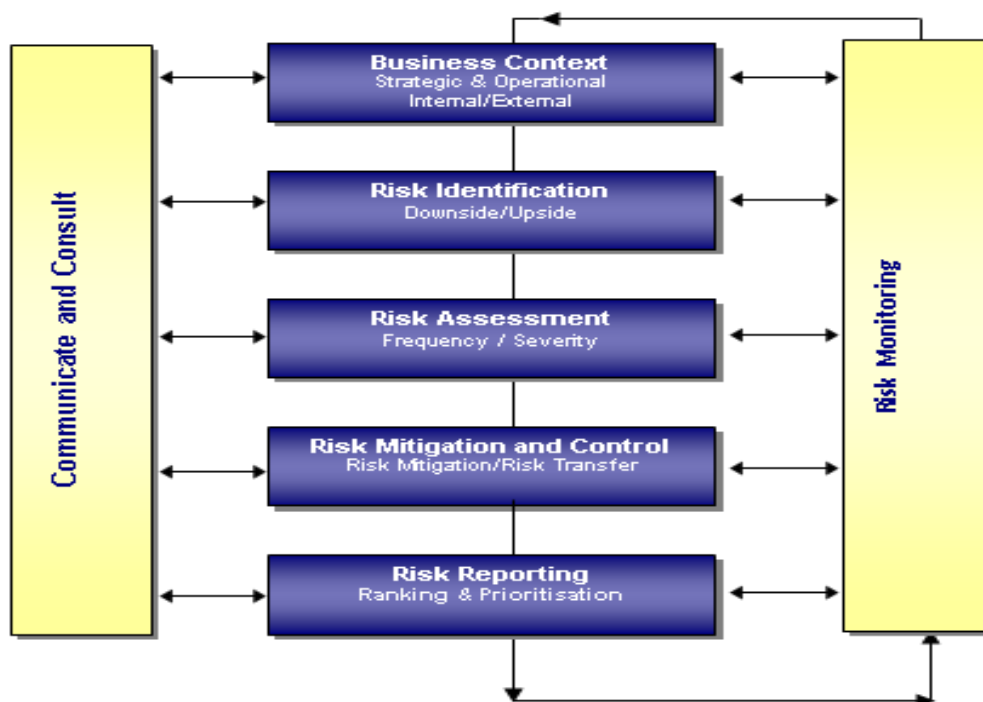 Communicate and Consult
Business Context
Strategic & Operational
Internal/External
Risk Identification
Downside/Upside
Risk Assessment
Frequency / Severity
Risk Mitigation and Control
Risk Mitigation/Risk Transfer
Risk Reporting
Ranking & Prioritisation
Risk Monitoring